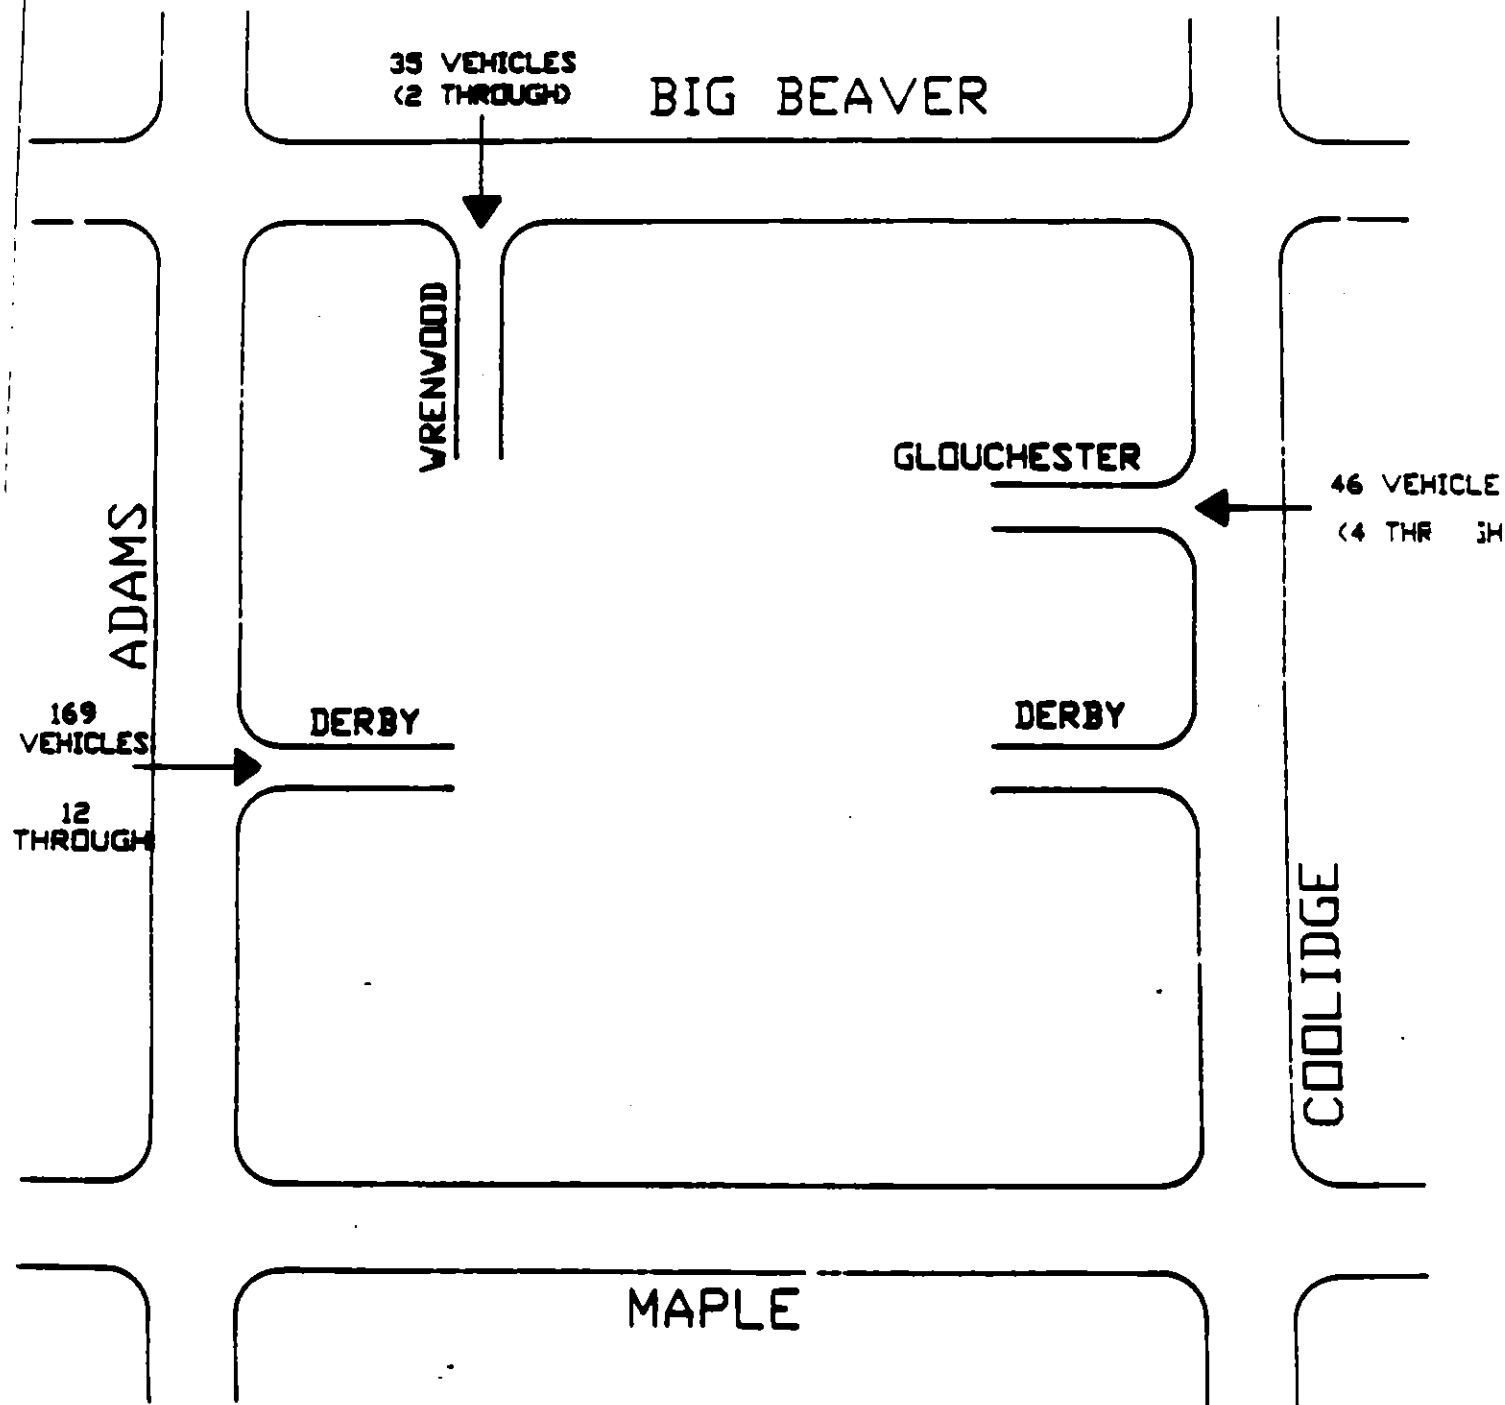 35 VEHICLES
(2 THROUGH)
BIG BEAVER
WRENWOOD
GLOUCHESTER
46 VEHICLE
(4
ADAMS
169
VEHICLES
DERBY
DERBY
12
THROUGH
COOLIDGE
MAPLE